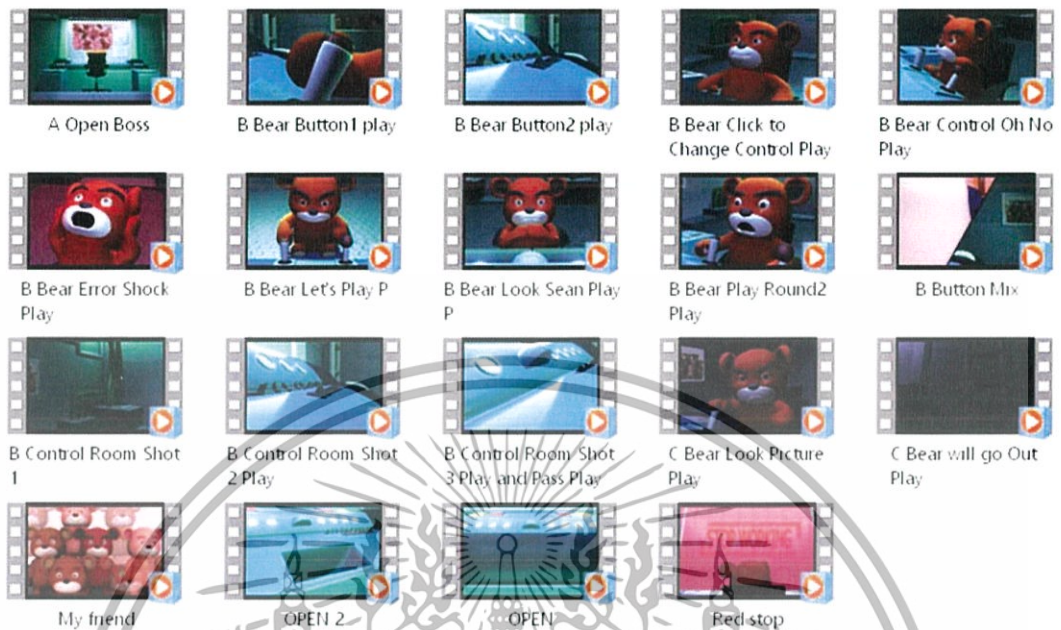 A Open Boss
B Bear Button1 play
B Bear Button2 play
B Bear Click to
Change Control Play
B Bear Control Oh No
Play
B Bear Error Shock
Play
B Bear Let's Play P
B Bear Look Sean Play
P
B Bear Play Round2
Play
B Button Mix
B Control Room Shot
1
B Control Room Shot
2 Play
B Control Room Shot
3 Play and Pass Play
C Bear Look Picture
Play
C Bear will go Out
Play
My friend
OPEN 2
OPEN
Red stop